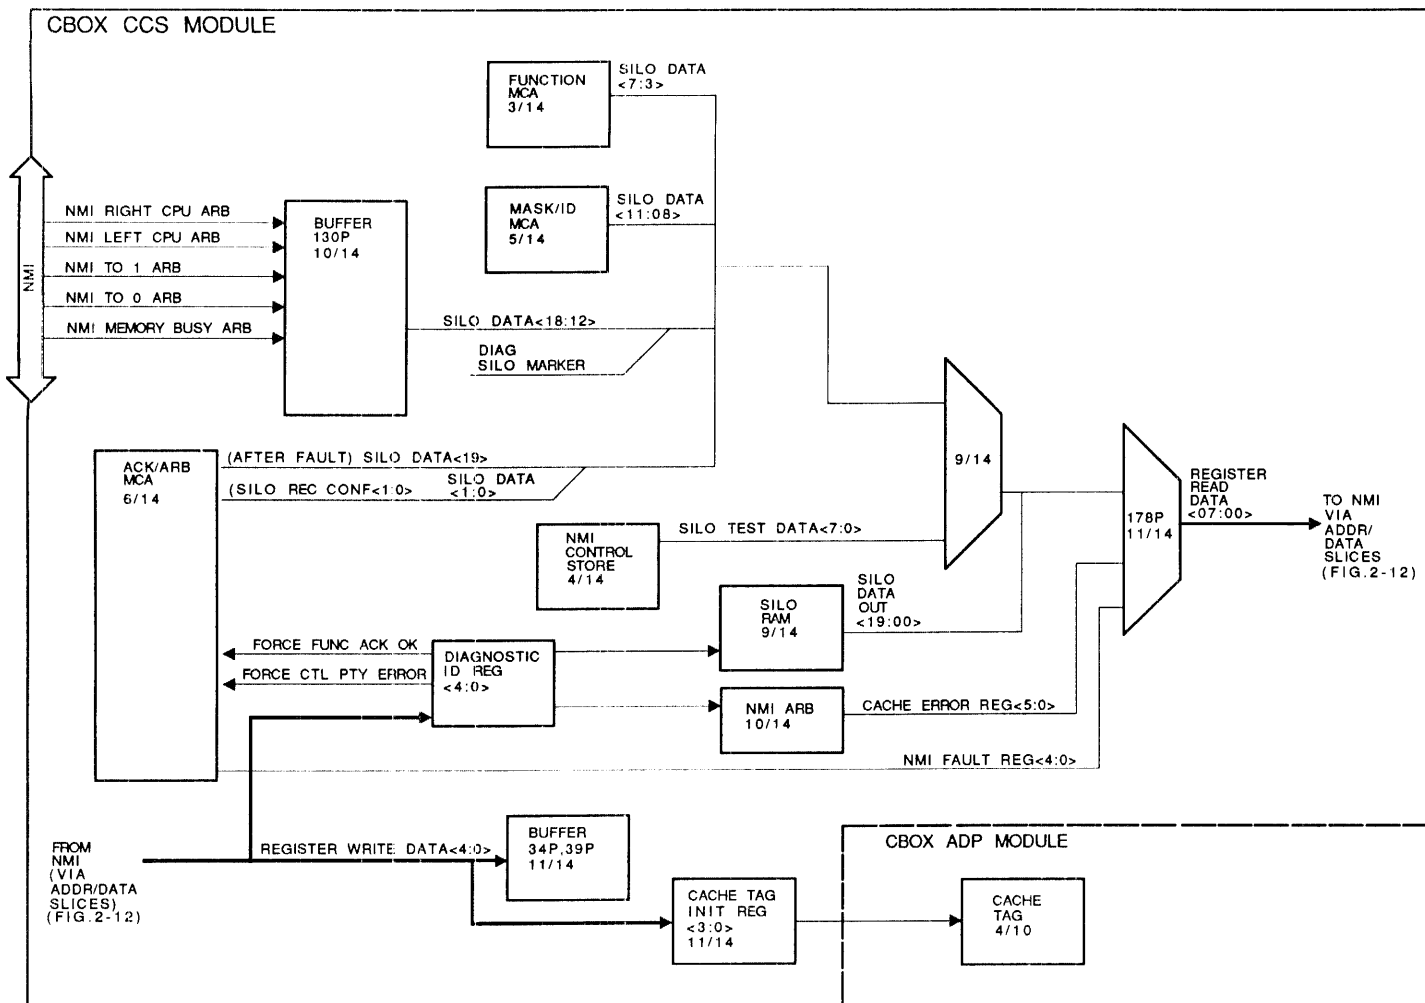 CBOX CCS MODULE
FUNCTION
MCA
3/14
SILO DATA
<7:3>
MASK/ID
MCA
5/14
SILO DATA
<11:08>
NMI
NMI RIGHT CPU ARB
NMI LEFT CPU ARB
NMI TO 1 ARB
NMI TO 0 ARB
NMI MEMORY BUSY ARB
BUFFER
130P
10/14
SILO DATA<18:12>
DIAG
SILO MARKER
ACK/ARB
MCA
6/14
(AFTER FAULT) SILO DATA<19>
(SILO REC CONF<1:0>
SILO DATA
<1:0>
NMI
CONTROL
STORE
4/14
SILO TEST DATA<7:0>
9/14
178P
11/14
REGISTER
READ
DATA
<07:00>
TO NMI
VIA
ADDR/
DATA
SLICES
(FIG.2-12)
SILO
RAM
9/14
SILO
DATA
OUT
<19:00>
FORCE FUNC ACK OK
FORCE CTL PTY ERROR
DIAGNOSTIC
ID REG
<4:0>
NMI ARB
10/14
CACHE ERROR REG<5:0>
NMI FAULT REG<4:0>
FROM
NMI
(VIA
ADDR/DATA
SLICES)
(FIG.2-12)
REGISTER WRITE DATA<4:0>
BUFFER
34P,39P
11/14
CACHE TAG
INIT REG
<3:0>
11/14
CBOX ADP MODULE
CACHE
TAG
4/10